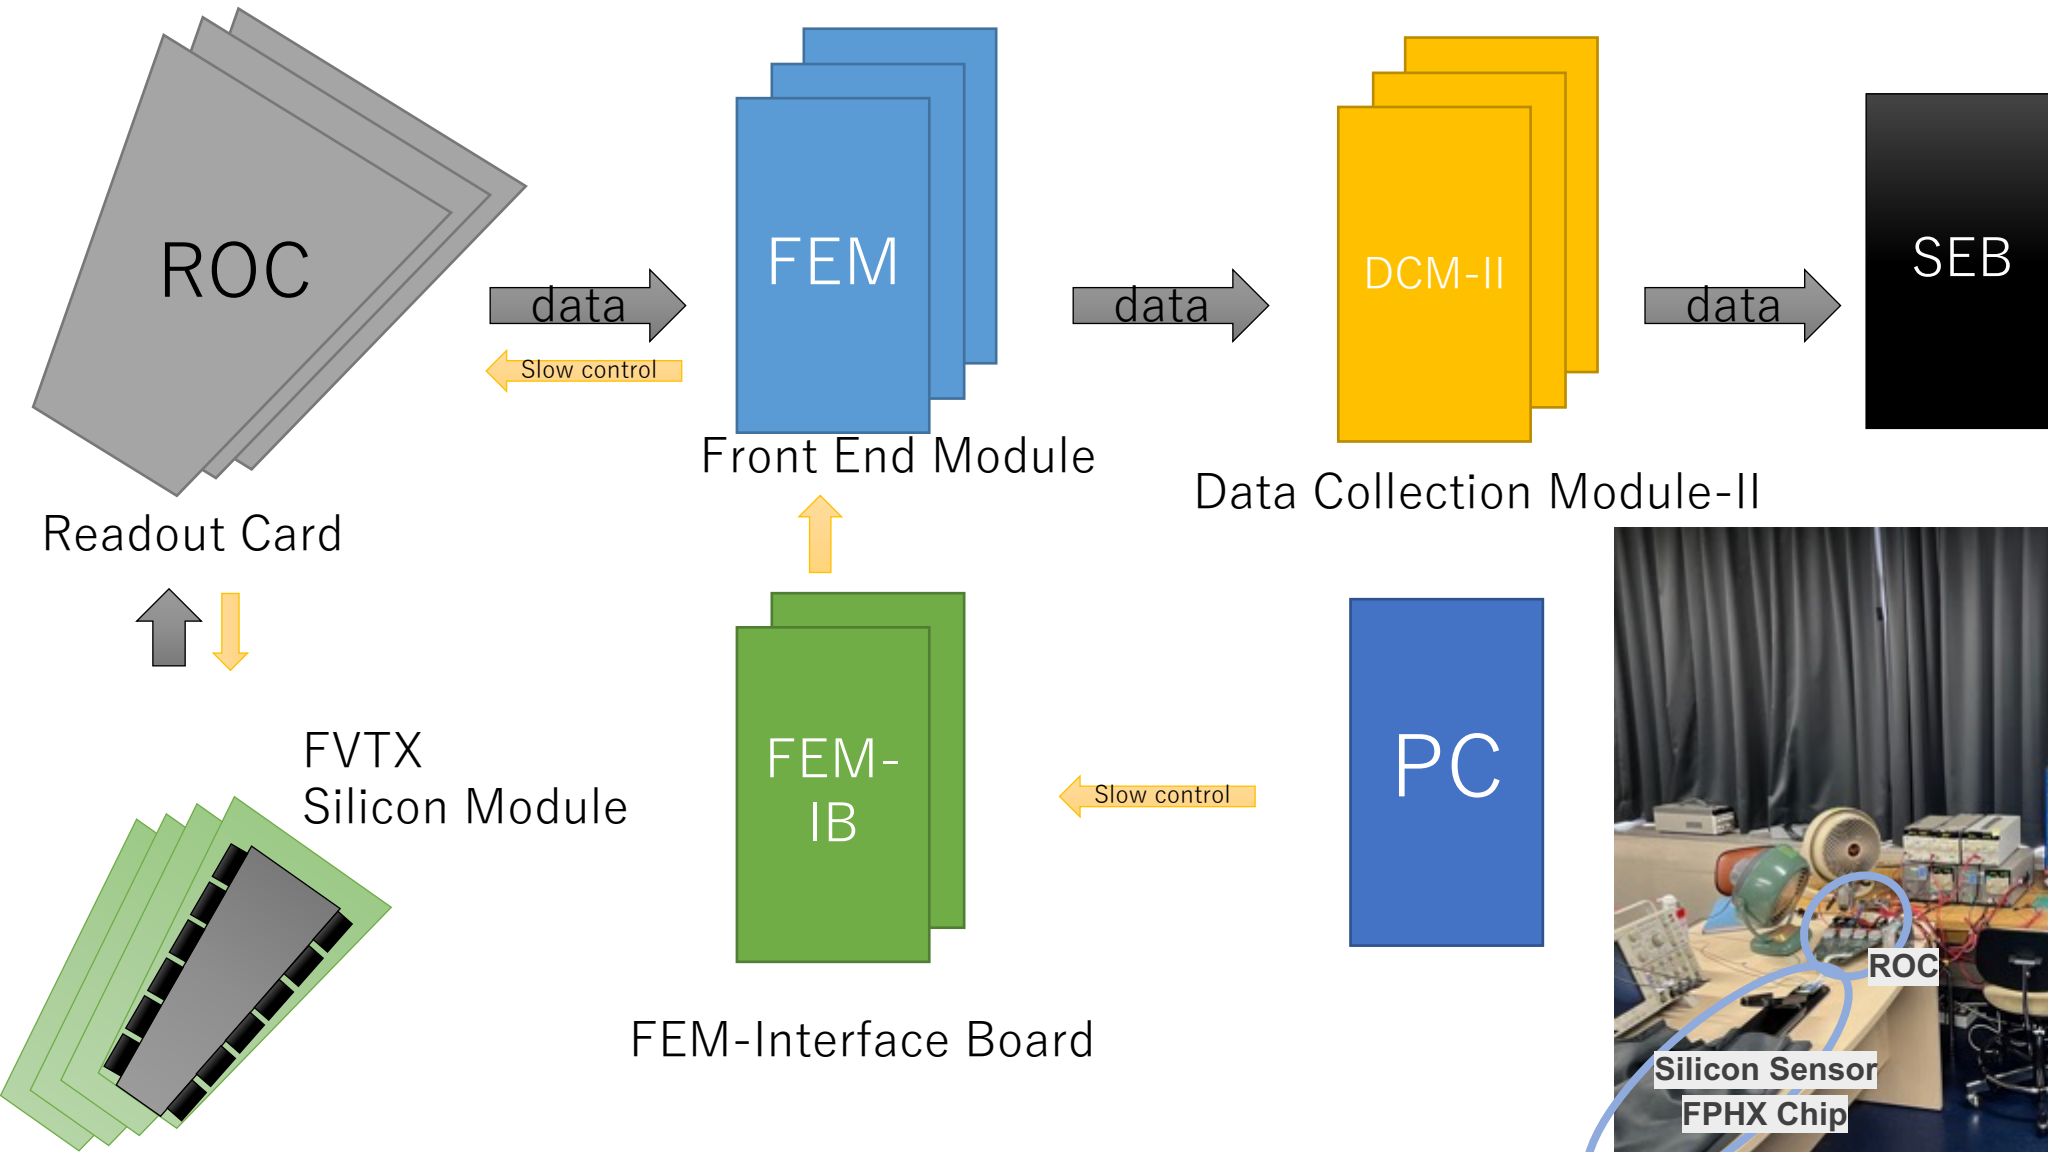 ROC
data
Slow control
FEM
data
DCM-II
data
SEB
Front End Module
Data Collection Module-II
Readout Card
FVTX
Silicon Module
FEM-
IB
Slow control
PC
FEM-Interface Board
ROC
Silicon Sensor
FPHX Chip